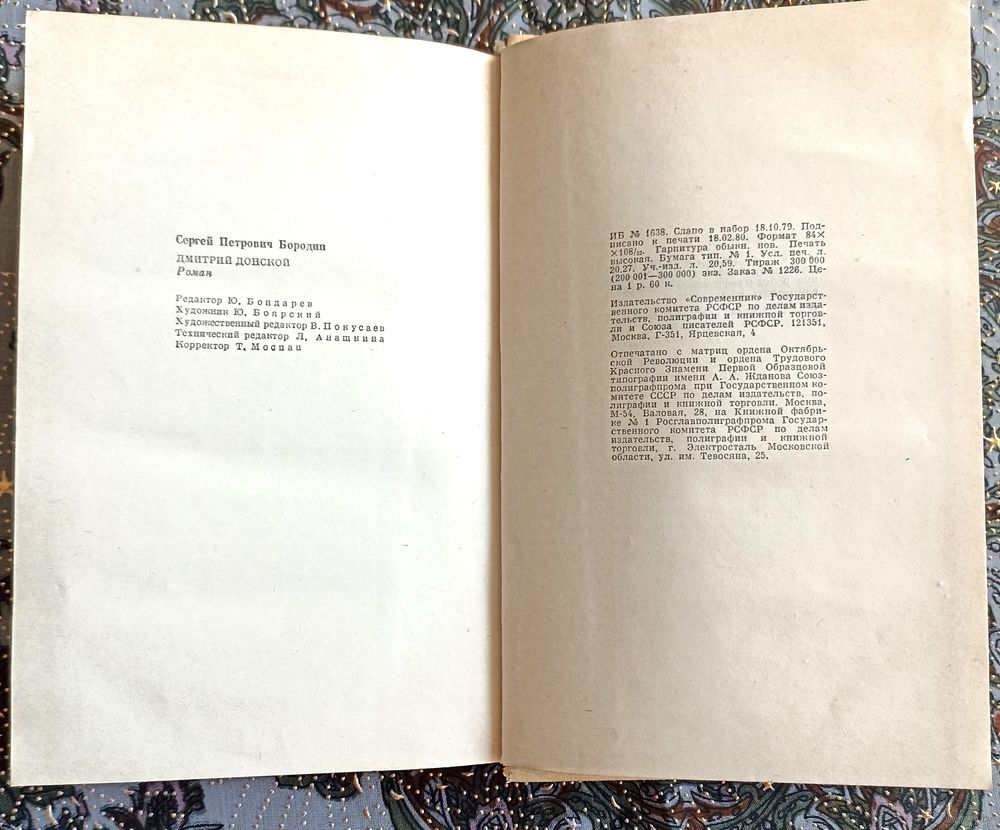 Сергей Петрович Бородин
ДМИТРИЙ ДОНСКОЙ
Роман
Редактор Ю. Бондарев
Художник Ю. Боярский
Художественный редактор В. Покусаев
Технический редактор Л. Анашкина
Корректор Т. Моспан
ИБ № 1638. Сдано в набор 18.10.79. Под-
писано к печати 18.02.80. Формат 84×
×108/32. Гарнитура обыкн. нов. Печать
высокая. Бумага тип. № 1. Усл. печ. л.
20,27. Уч.-изд. л. 20,59. Тираж 300 000
(200 001—300 000) экз. Заказ № 1226. Це-
на 1 р. 60 к.
Издательство «Современник» Государст-
венного комитета РСФСР по делам изда-
тельств, полиграфии и книжной торгов-
ли и Союза писателей РСФСР. 121351,
Москва, Г-351, Ярцевская, 4
Отпечатано с матриц ордена Октябрь-
ской Революции и ордена Трудового
Красного Знамени Первой Образцовой
типографии имени А. А. Жданова Союз-
полиграфпрома при Государственном ко-
митете СССР по делам издательств, по-
лиграфии и книжной торговли. Москва,
М-54, Валовая, 28, на Книжной фабри-
ке № 1 Росглавполиграфпрома Государ-
ственного комитета РСФСР по делам
издательств, полиграфии и книжной
торговли, г. Электросталь Московской
области, ул. им. Тевосяна, 25.